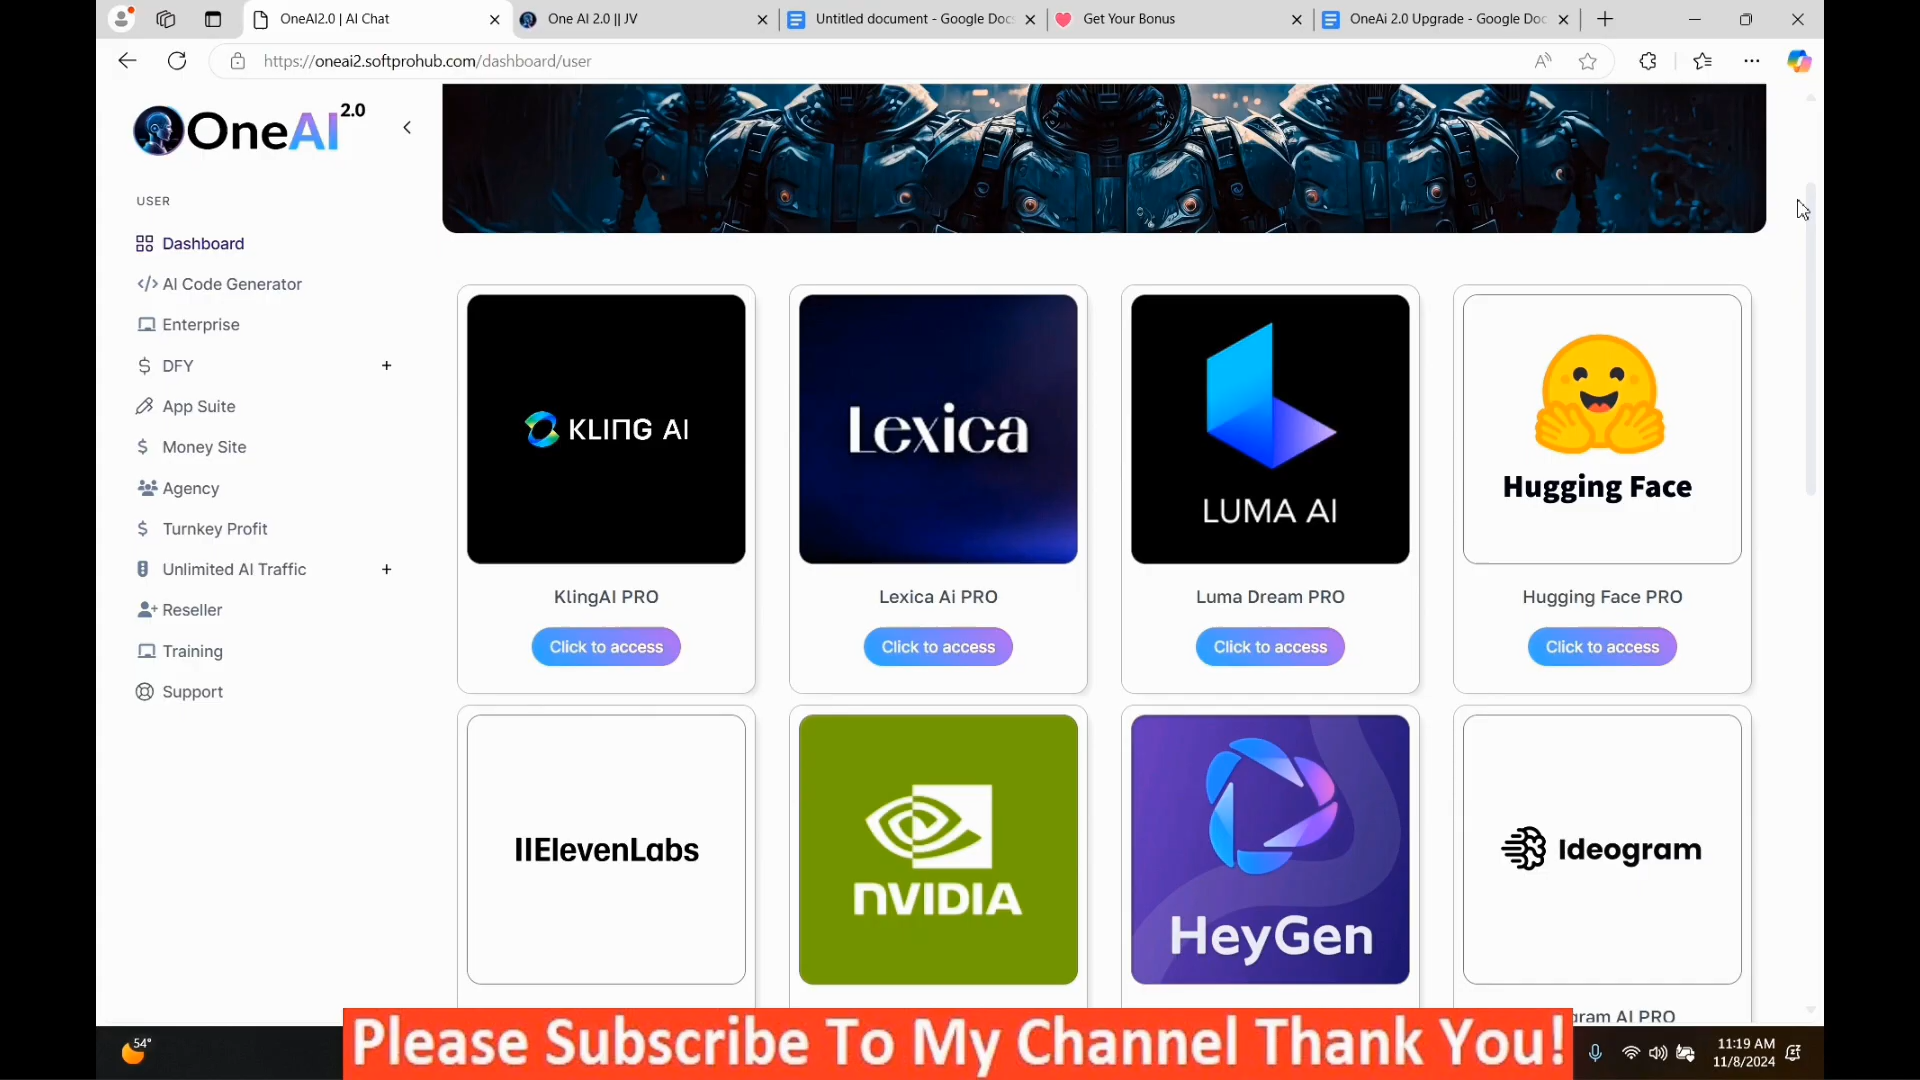 OneAI2.0 | AI Chat
One AI 2.0 || JV
Untitled document - Google Doc
Get Your Bonus
OneAi 2.0 Upgrade - Google Doc
https://oneai2.softprohub.com/dashboard/user
OneAI 2.0
USER
Dashboard
AI Code Generator
Enterprise
DFY
App Suite
Money Site
Agency
Turnkey Profit
Unlimited AI Traffic
Reseller
Training
Support
KLING AI
Lexica
LUMA AI
Hugging Face
KlingAI PRO
Lexica Ai PRO
Luma Dream PRO
Hugging Face PRO
Click to access
Click to access
Click to access
Click to access
IIElevenLabs
NVIDIA
HeyGen
Ideogram
gram AI PRO
Please Subscribe To My Channel Thank You!
54°
11:19 AM
11/8/2024